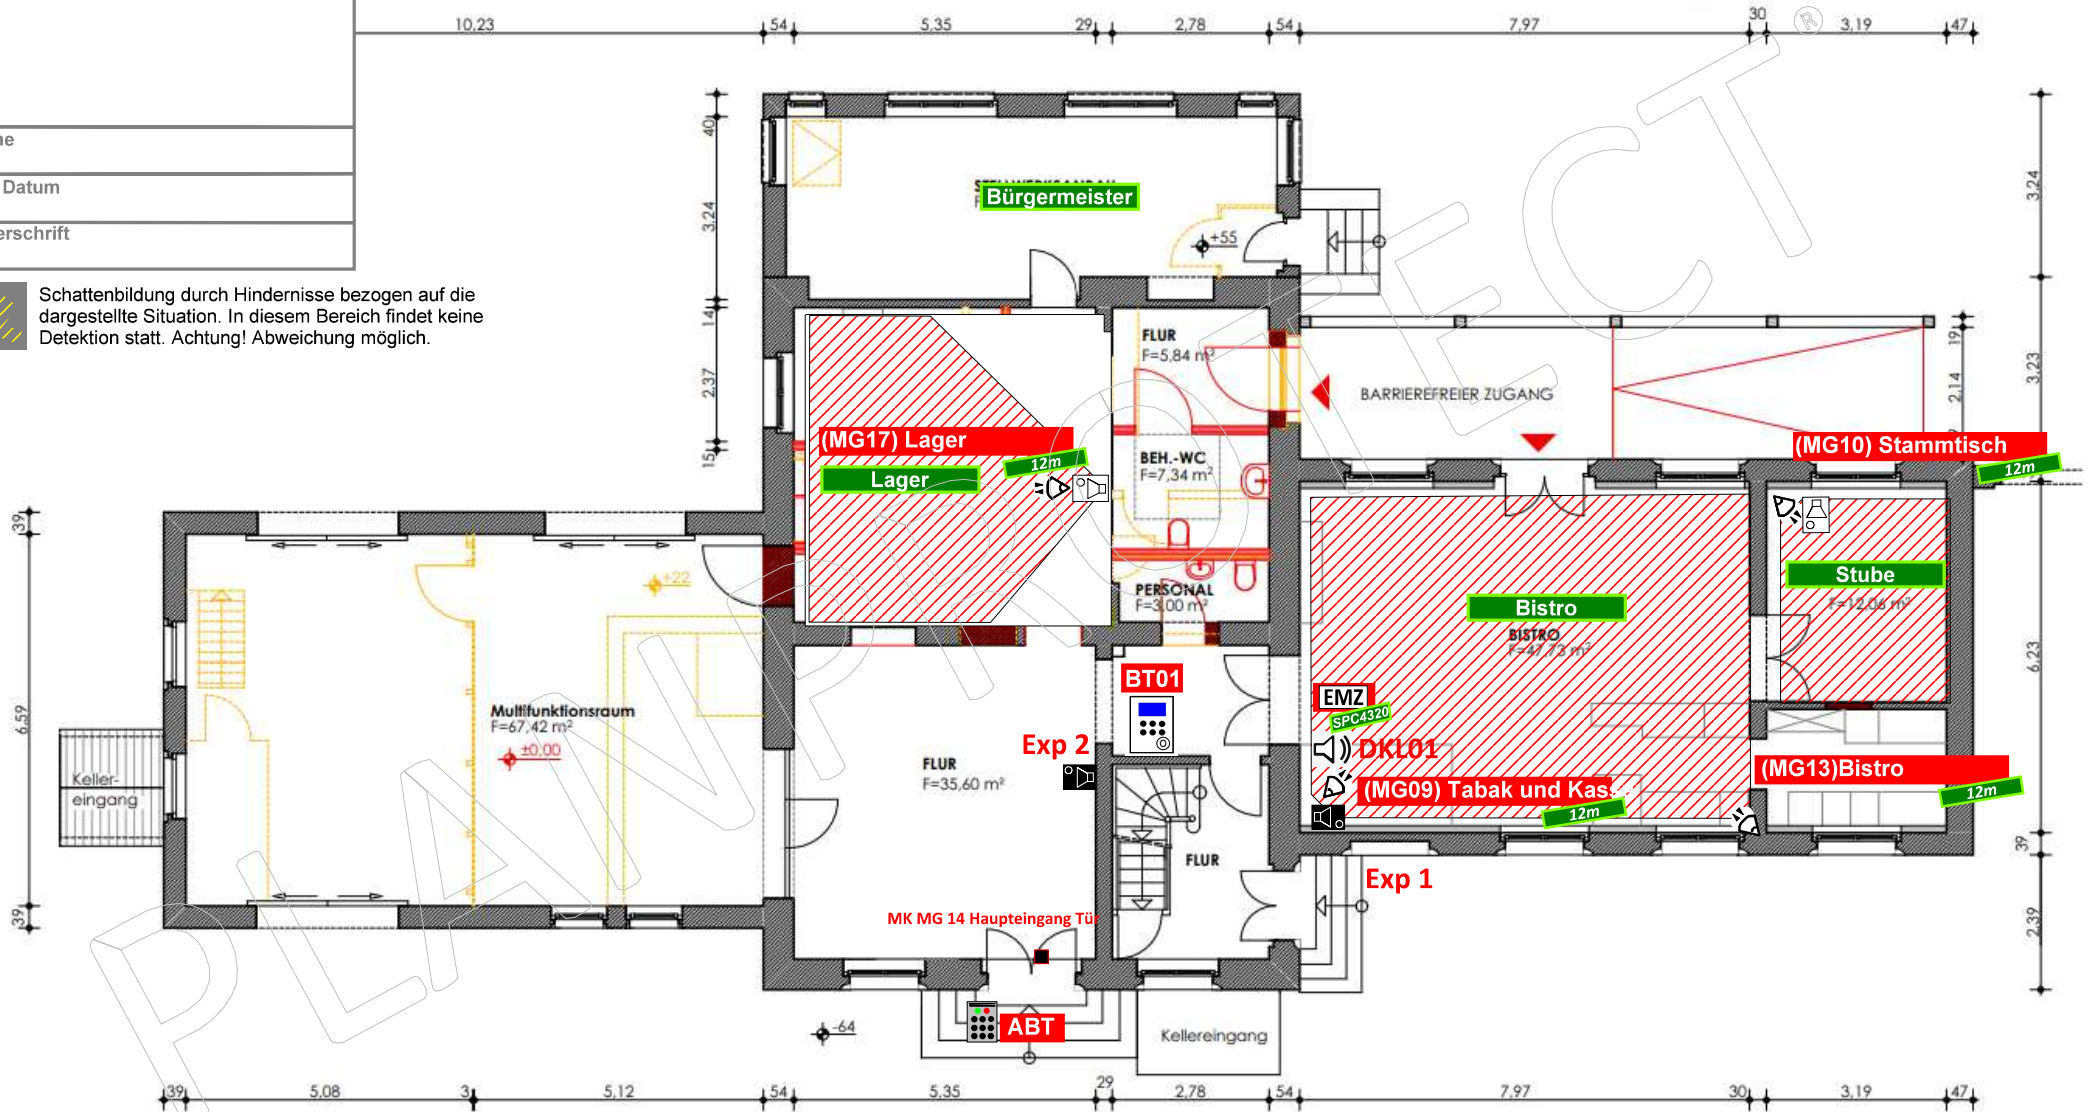 10,23
54
5,35
29
2,78
54
7,97
30
3,19
47
®
Datum
erschrift
Schattenbildung durch Hindernisse bezogen auf die
dargestellte Situation. In diesem Bereich findet keine
Detektion statt. Achtung! Abweichung möglich.
40
3,24
14
2,37
15
Bürgermeister
+55
3,24
3,23
19
2,14
FLUR
F=5,84 m²
BARRIEREFREIER ZUGANG
(MG17) Lager
Lager
12m
BEH.-WC
F=7,34 m²
(MG10) Stammtisch
12m
PERSONAL
F=3,00 m²
Stube
F=12,06 m²
Bistro
BISTRO
F=47,73 m²
39
6,59
39
+22
Multifunktionsraum
F=67,42 m²
±0,00
Keller-
eingang
BT01
EMZ
SPC4320
Exp 2
DKL01
FLUR
F=35,60 m²
(MG09) Tabak und Kasse
12m
(MG13)Bistro
12m
6,23
39
2,39
FLUR
Exp 1
MK MG 14 Haupteingang Tür
ABT
-64
Kellereingang
PLANPROTECT
39
5,08
3
5,12
54
5,35
29
2,78
54
7,97
30
3,19
47